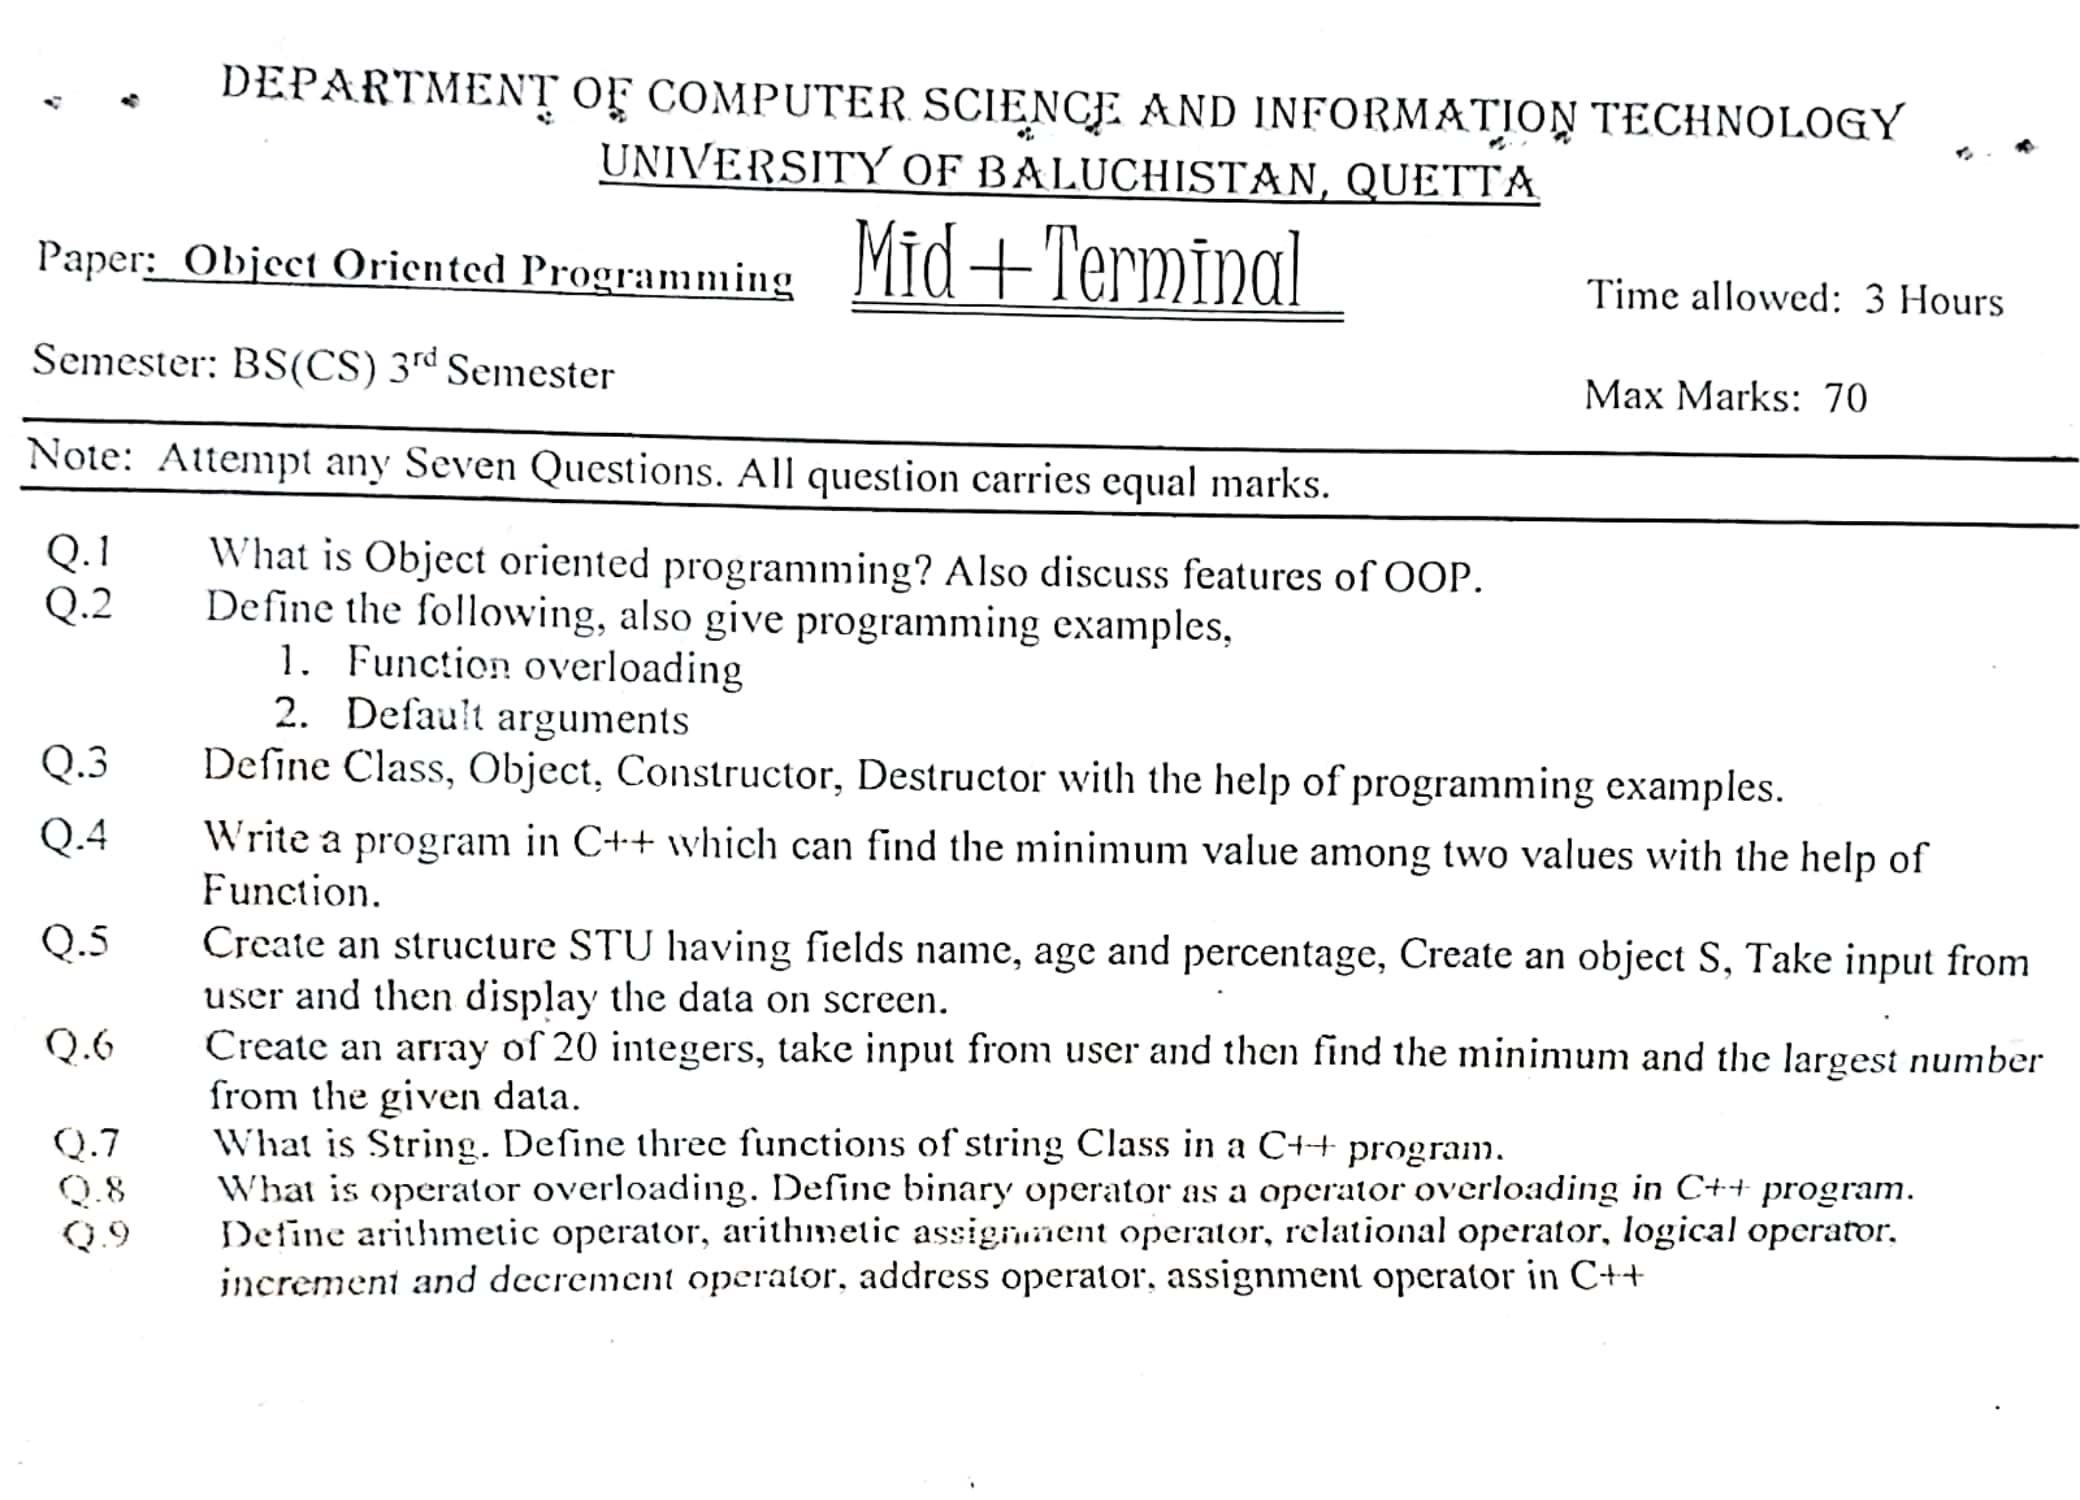 DEPARTMENT OF COMPUTER SCIENCE AND INFORMATION TECHNOLOGY
UNIVERSITY OF BALUCHISTAN, QUETTA
Paper: Object Oriented Programming Mid + Terminal Time allowed: 3 Hours
Semester: BS(CS) 3rd Semester Max Marks: 70
Note: Attempt any Seven Questions. All question carries equal marks.
Q.1 What is Object oriented programming? Also discuss features of OOP.
Q.2 Define the following, also give programming examples,
1. Function overloading
2. Default arguments
Q.3 Define Class, Object, Constructor, Destructor with the help of programming examples.
Q.4 Write a program in C++ which can find the minimum value among two values with the help of
Function.
Q.5 Create an structure STU having fields name, age and percentage, Create an object S, Take input from
user and then display the data on screen.
Q.6 Create an array of 20 integers, take input from user and then find the minimum and the largest number
from the given data.
Q.7 What is String. Define three functions of string Class in a C++ program.
Q.8 What is operator overloading. Define binary operator as a operator overloading in C++ program.
Q.9 Define arithmetic operator, arithmetic assignment operator, relational operator, logical operator.
increment and decrement operator, address operator, assignment operator in C++